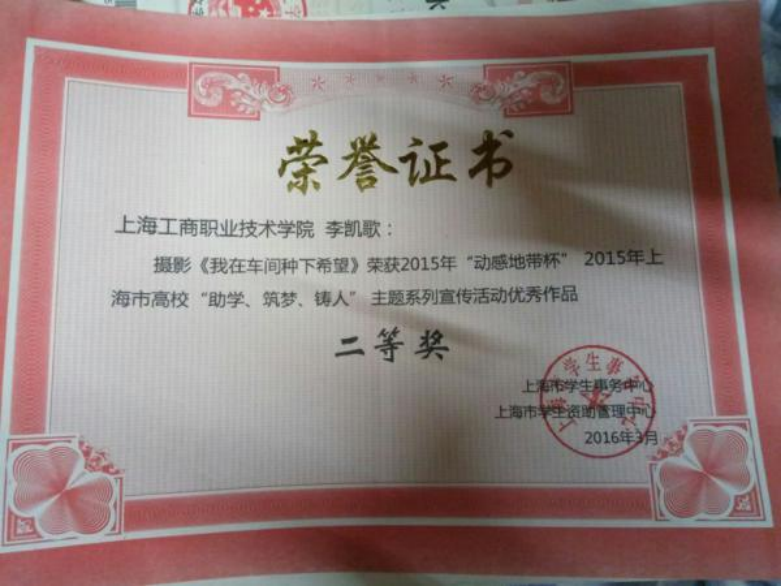 荣誉证书
上海工商职业技术学院 李凯歌：
摄影《我在车间种下希望》荣获2015年“动感地带杯” 2015年上
海市高校“助学、筑梦、铸人” 主题系列宣传活动优秀作品
二等奖
上海市学生事务中心
上海市学生资助管理中心
2016年3月